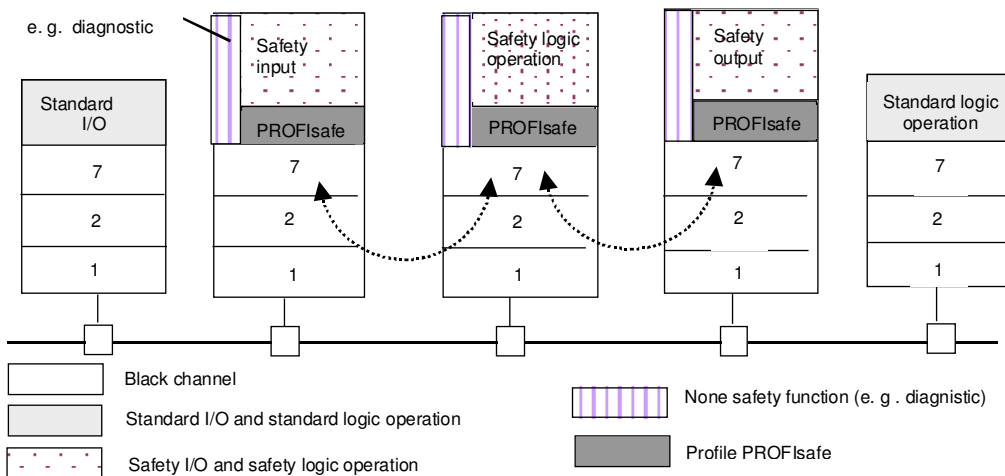 e. g. diagnostic
Standard
I/O
7
2
1
Safety
input
PROFIsafe
7
2
1
Safety logic
operation
PROFIsafe
7
2
1
Safety
output
PROFIsafe
7
2
1
Standard logic
operation
7
2
1
Black channel
Standard I/O and standard logic operation
Safety I/O and safety logic operation
None safety function (e. g . diagnistic)
Profile PROFIsafe